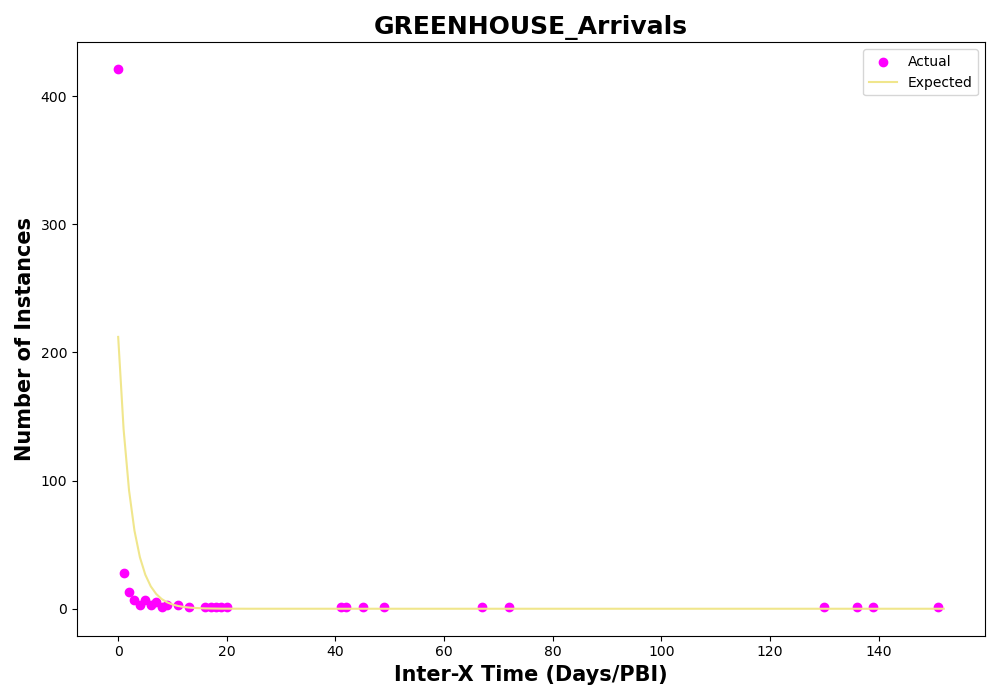 GREENHOUSE_Arrivals
Actual
Expected
400
300
200
100
0
Number of Instances
0 20 40 60 80 100 120 140
Inter-X Time (Days/PBI)